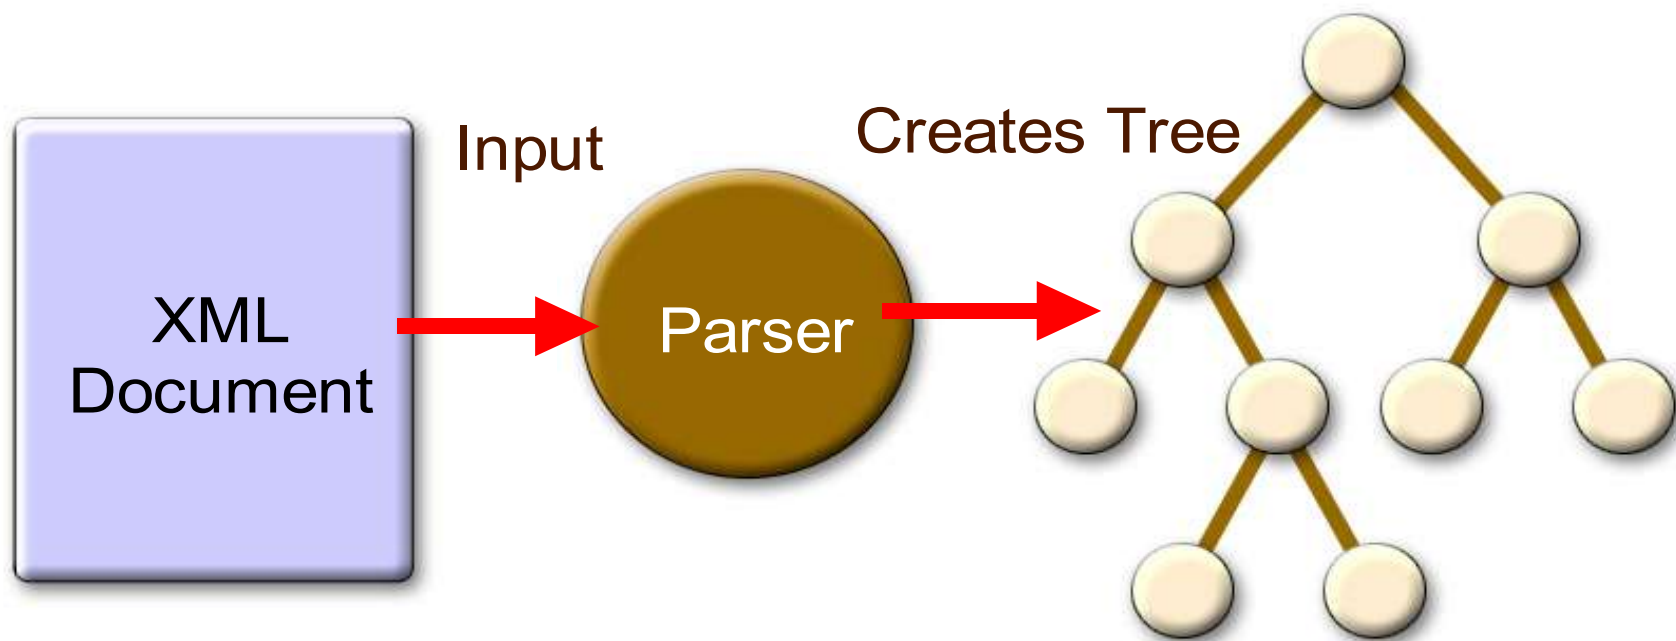 XML
Document
Input
Parser
Creates Tree